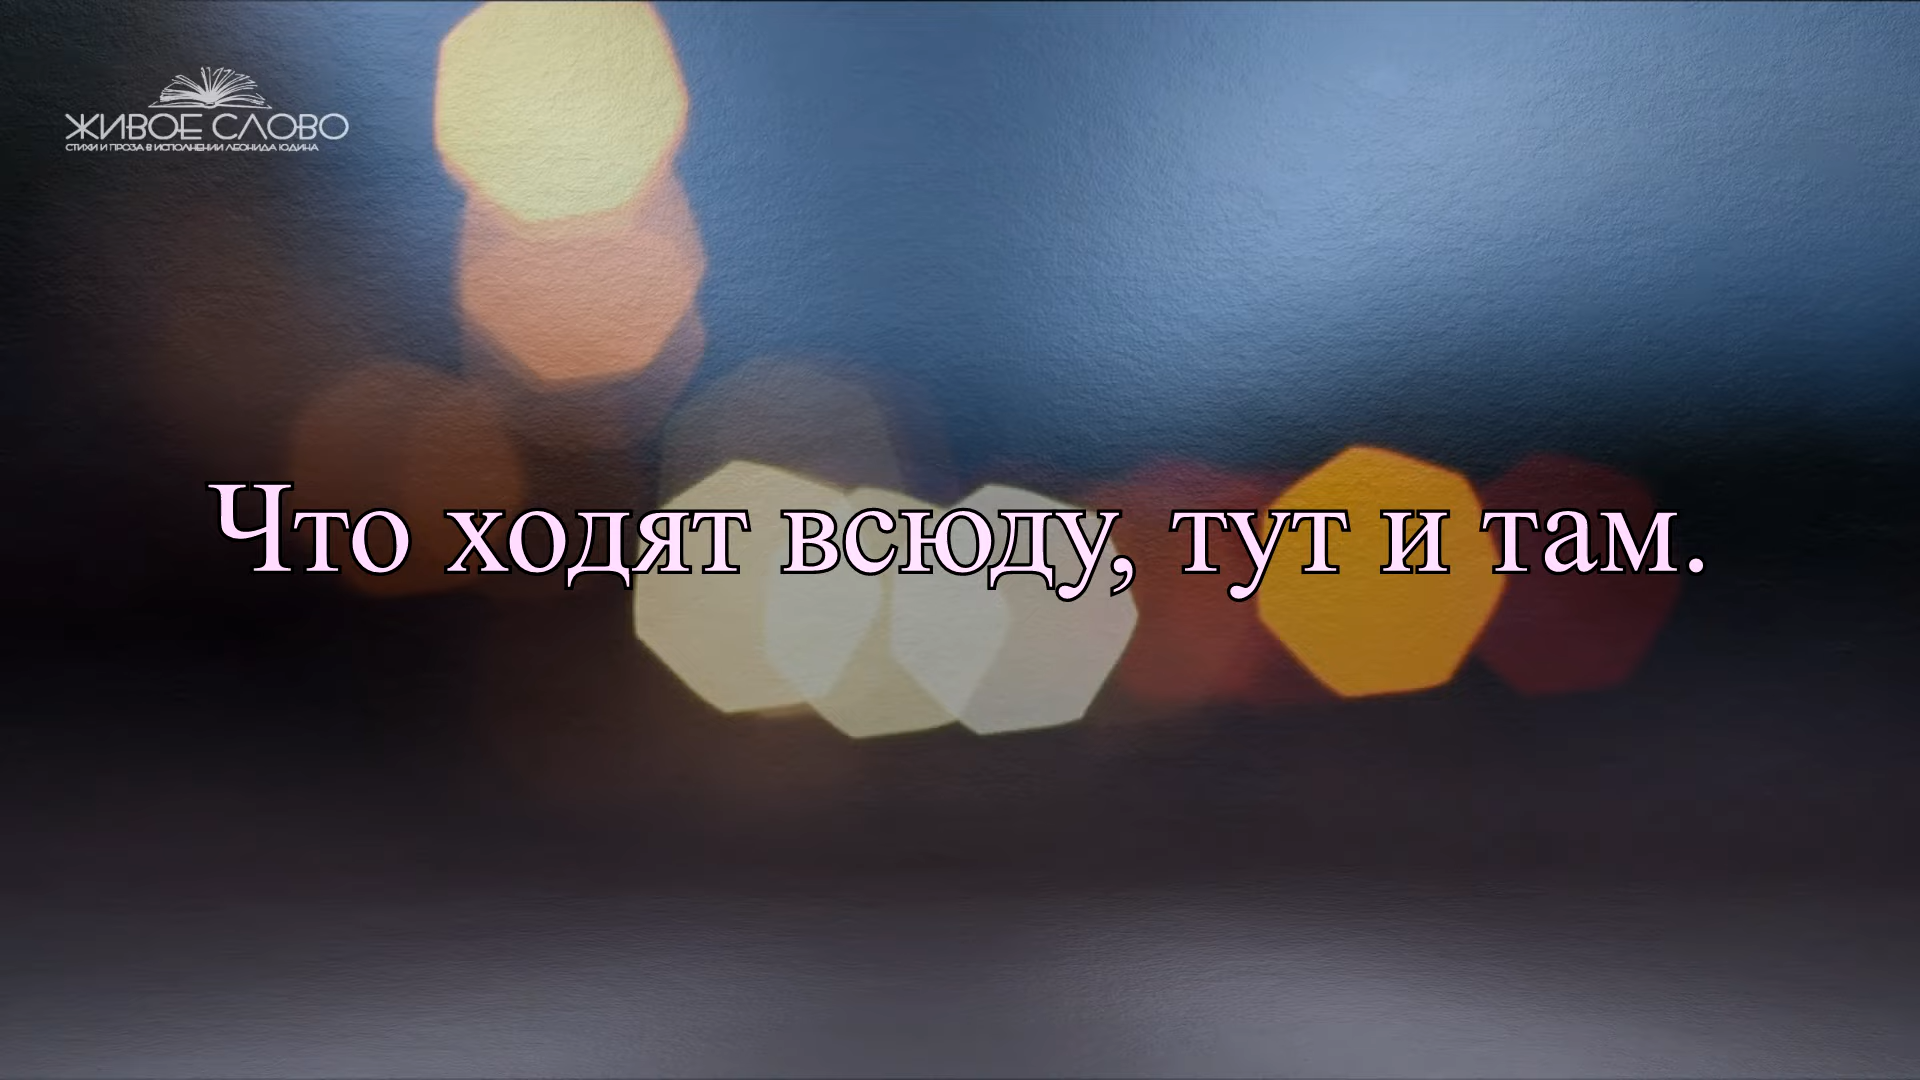 ЖИВОЕ СЛОВО
СТИХИ И ПРОЗА В ИСПОЛНЕНИИ ЛЕОНИДА ЮДИНА
Что ходят всюду, тут и там.